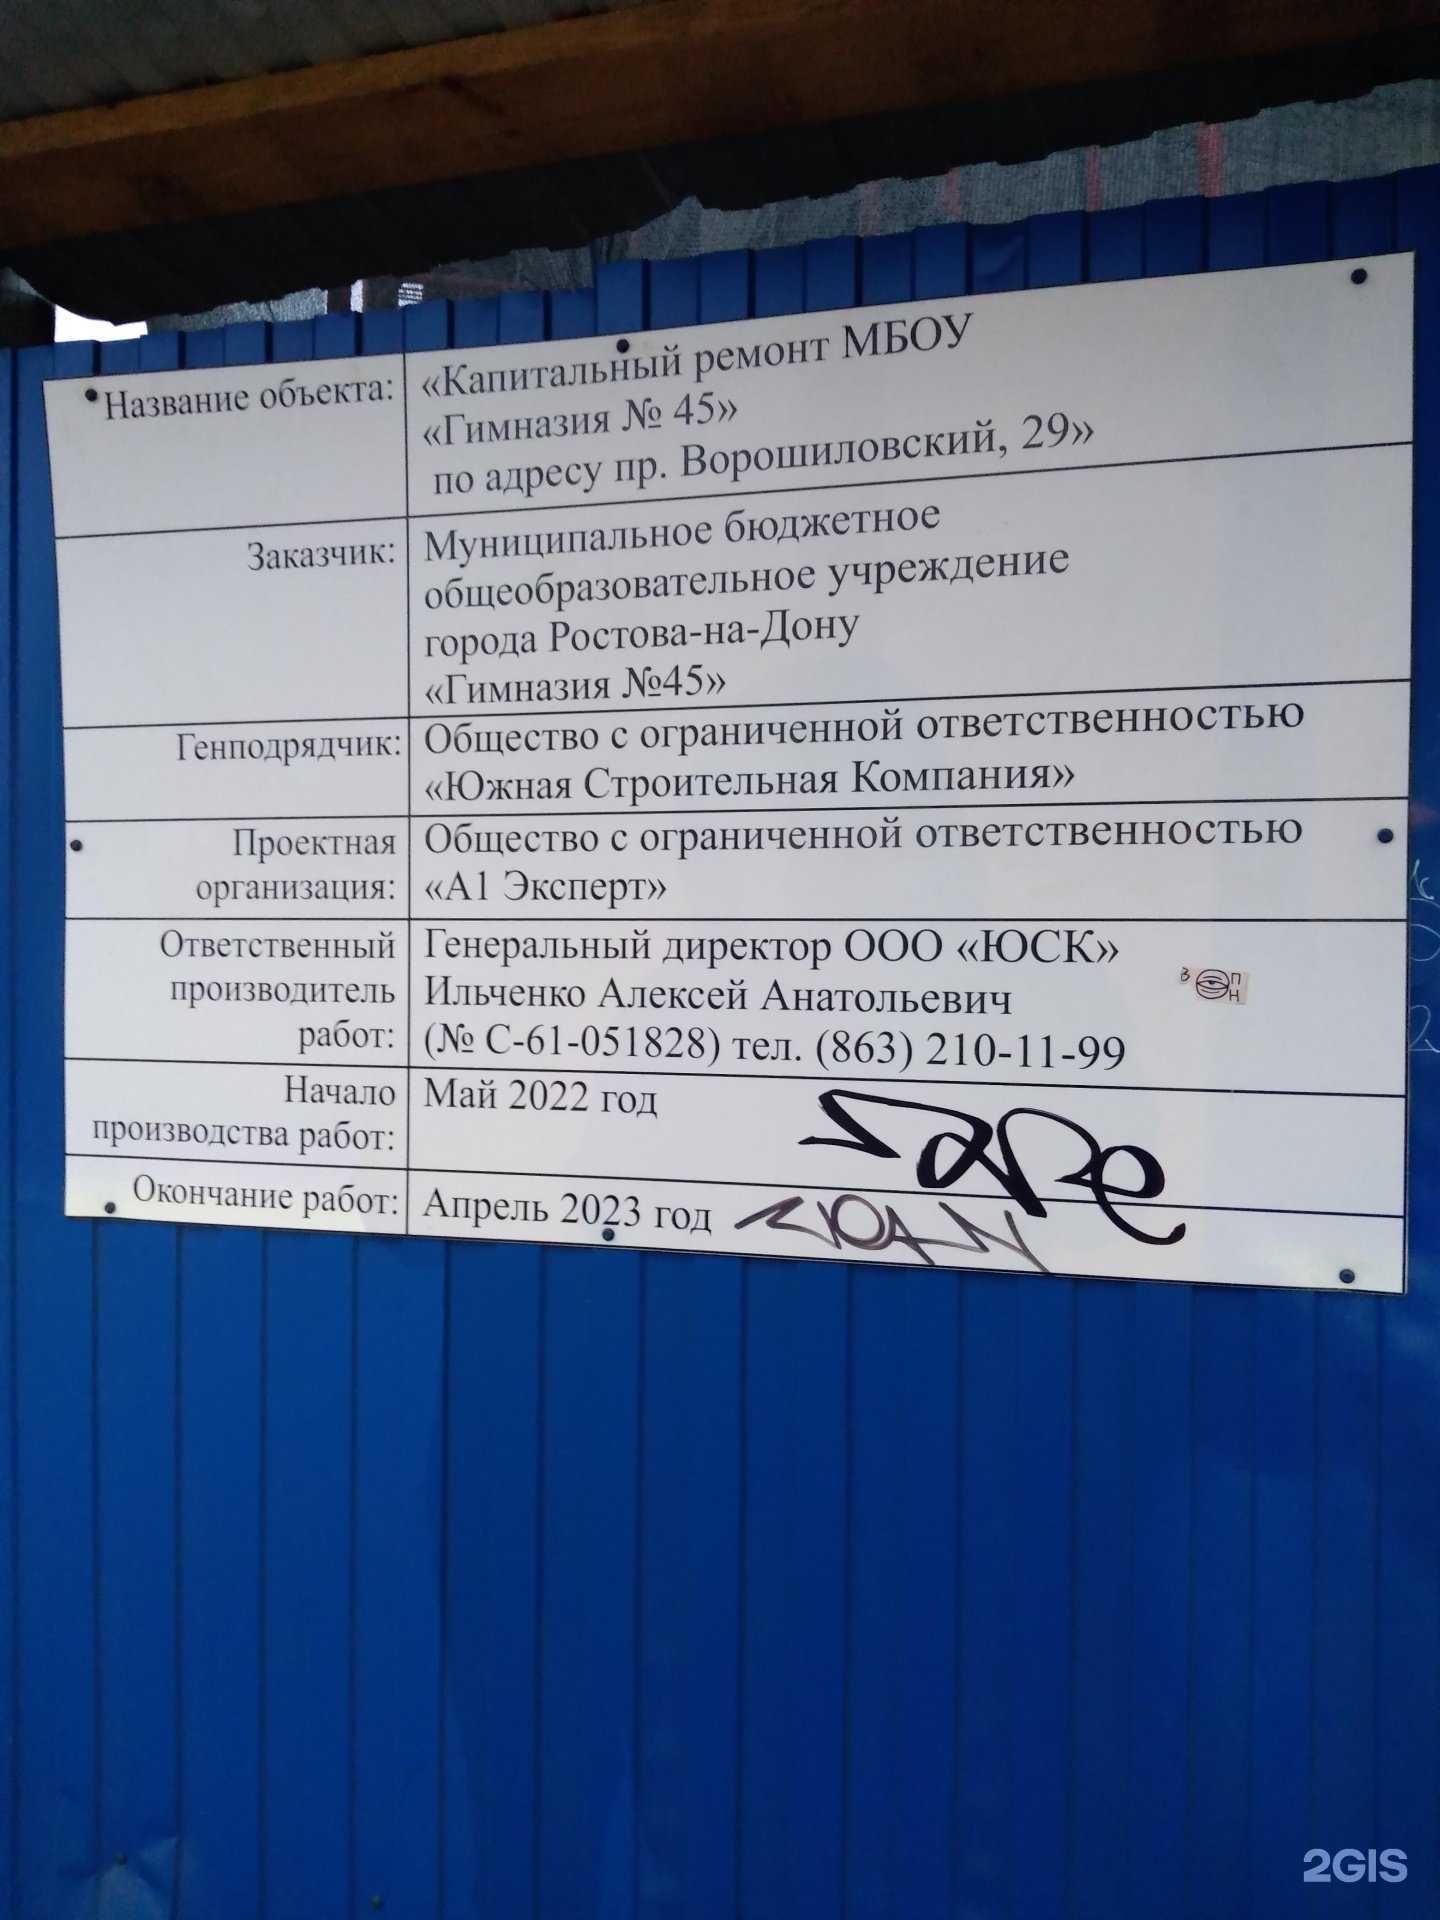 Название объекта:
«Капитальный ремонт МБОУ
«Гимназия № 45»
по адресу пр. Ворошиловский, 29»
Заказчик:
Муниципальное бюджетное
общеобразовательное учреждение
города Ростова-на-Дону
«Гимназия №45»
Генподрядчик:
Общество с ограниченной ответственностью
«Южная Строительная Компания»
Проектная
организация:
Общество с ограниченной ответственностью
«А1 Эксперт»
Ответственный
производитель
работ:
Генеральный директор ООО «ЮСК»
Ильченко Алексей Анатольевич
(№ С-61-051828) тел. (863) 210-11-99
Начало
производства работ:
Май 2022 год
Окончание работ:
Апрель 2023 год
2GIS